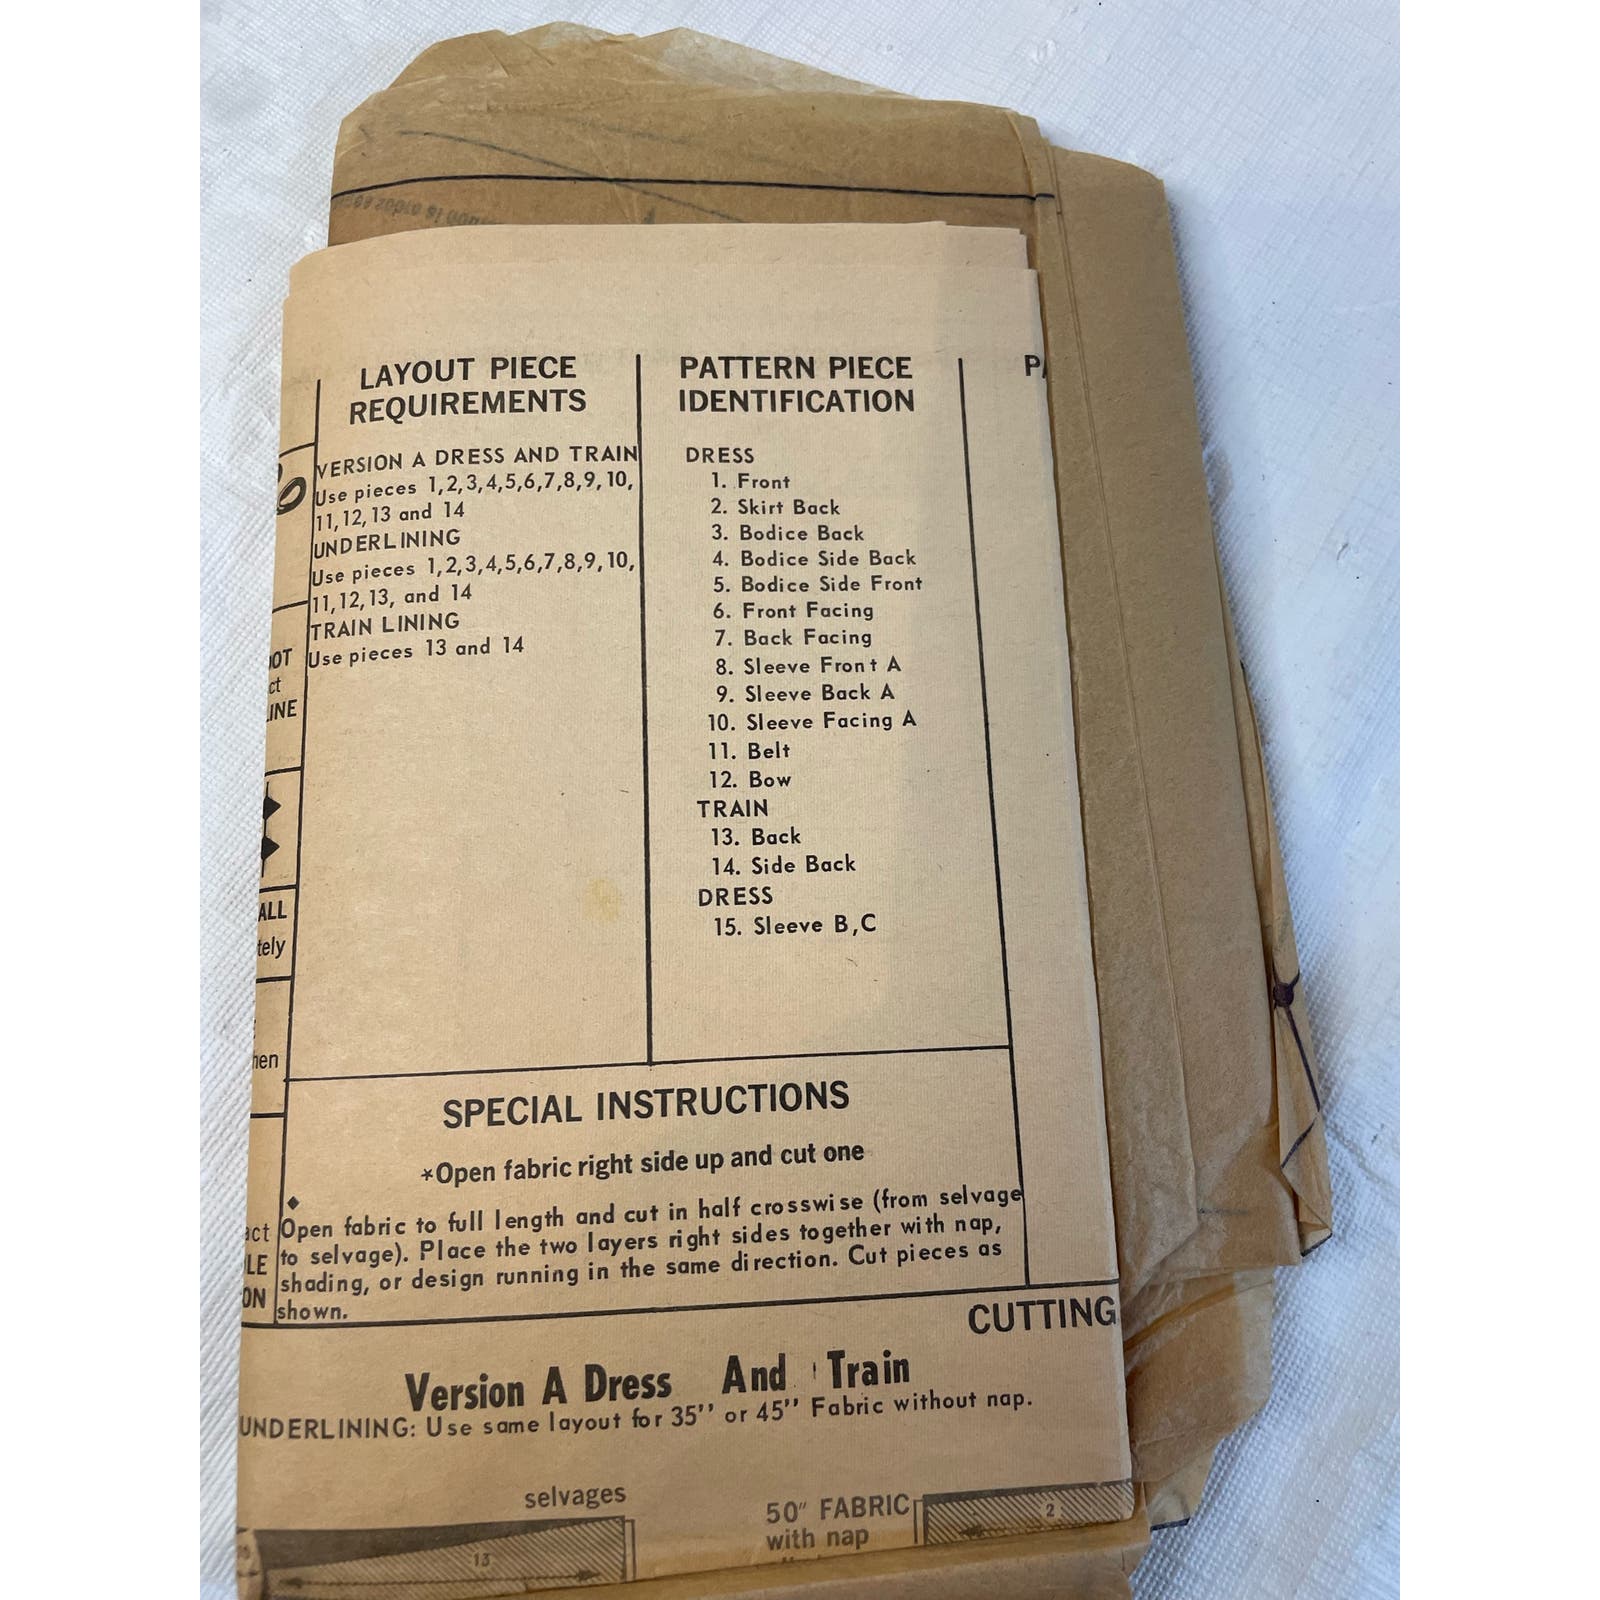 LAYOUT PIECE
REQUIREMENTS
VERSION A DRESS AND TRAIN
Use pieces 1,2,3,4,5,6,7,8,9,10,
11,12,13 and 14
UNDERLINING
Use pieces 1,2,3,4,5,6,7,8,9,10,
11,12,13, and 14
TRAIN LINING
Use pieces 13 and 14
PATTERN PIECE
IDENTIFICATION
DRESS
1. Front
2. Skirt Back
3. Bodice Back
4. Bodice Side Back
5. Bodice Side Front
6. Front Facing
7. Back Facing
8. Sleeve Front A
9. Sleeve Back A
10. Sleeve Facing A
11. Belt
12. Bow
TRAIN
13. Back
14. Side Back
DRESS
15. Sleeve B,C
ALL
tely
hen
LE
ON
SPECIAL INSTRUCTIONS
*Open fabric right side up and cut one
◆
Open fabric to full length and cut in half crosswise (from selvage
to selvage). Place the two layers right sides together with nap,
shading, or design running in the same direction. Cut pieces as
shown.
CUTTING
Version A Dress And Train
UNDERLINING: Use same layout for 35'' or 45'' Fabric without nap.
selvages
50" FABRIC
with nap
13
2